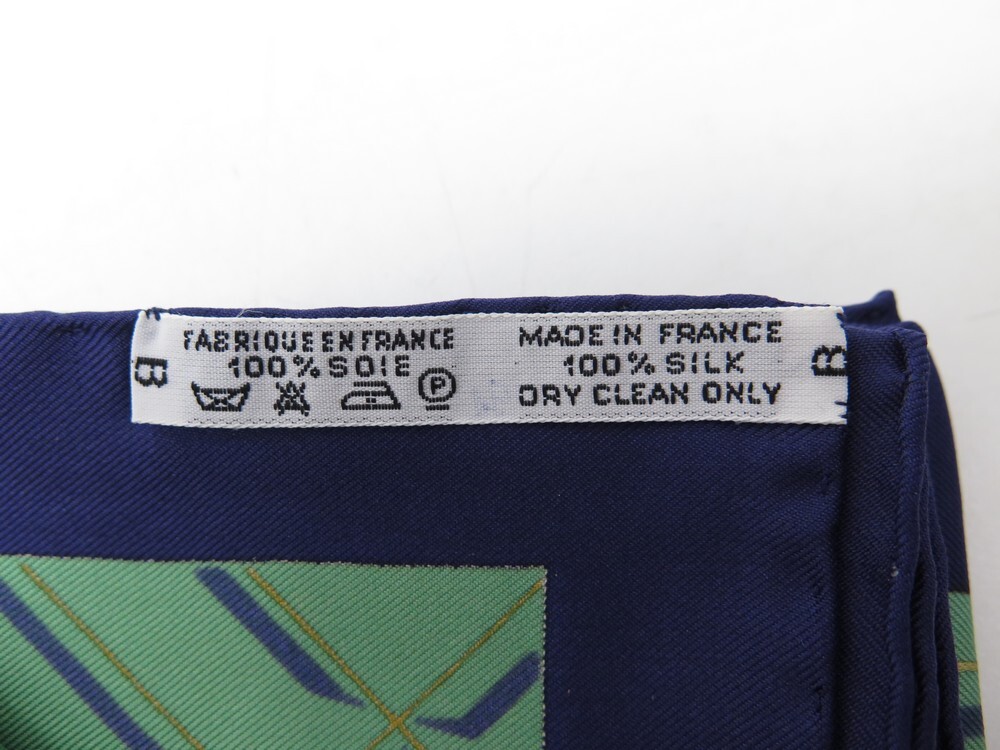 FABRIQUE EN FRANCE
100% SOIE
P
MADE IN FRANCE
100% SILK
DRY CLEAN ONLY
B
B